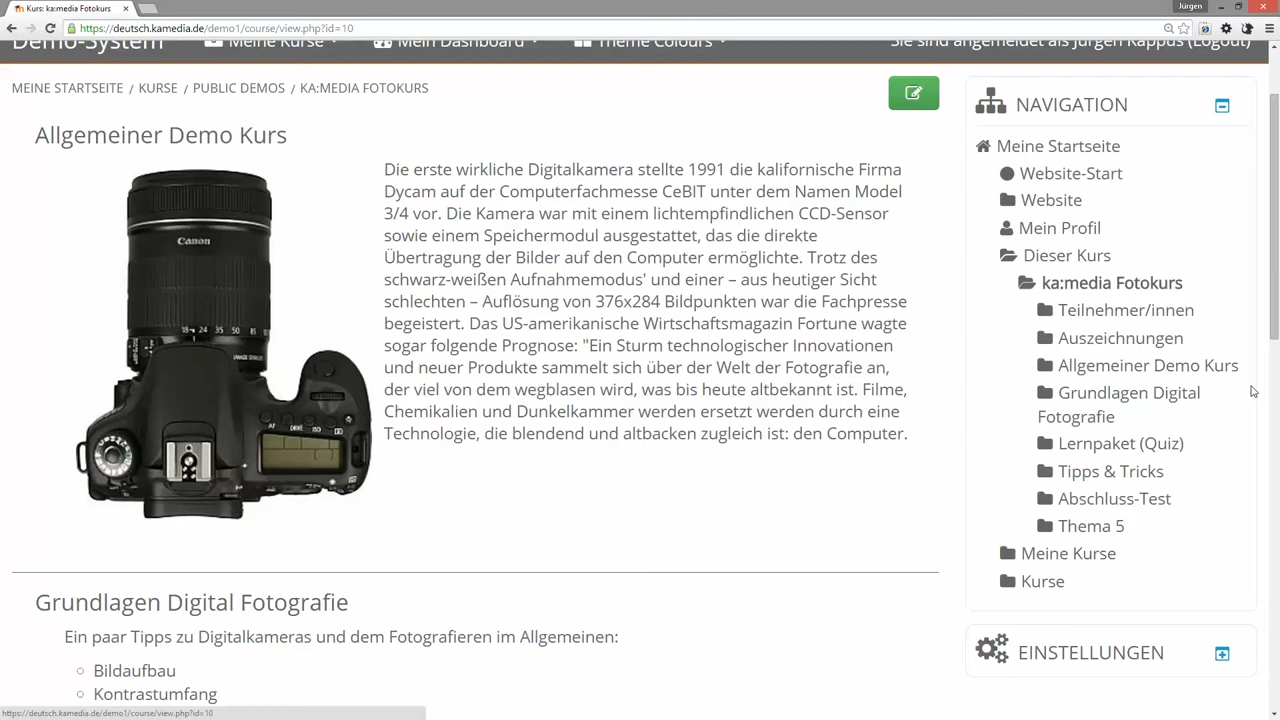 Kurs: ka:media Fotokurs
Jürgen
https://deutsch.kamedia.de/demo1/course/view.php?id=10
Demo-System
Meine Kurse
Mein Dashboard
Theme Colours
Sie sind angemeldet als Jürgen Kappus (Logout)
MEINE STARTSEITE / KURSE / PUBLIC DEMOS / KA:MEDIA FOTOKURS
Allgemeiner Demo Kurs
Die erste wirkliche Digitalkamera stellte 1991 die kalifornische Firma
Dycam auf der Computerfachmesse CeBIT unter dem Namen Model
3/4 vor. Die Kamera war mit einem lichtempfindlichen CCD-Sensor
sowie einem Speichermodul ausgestattet, das die direkte
Übertragung der Bilder auf den Computer ermöglichte. Trotz des
schwarz-weißen Aufnahmemodus' und einer – aus heutiger Sicht
schlechten – Auflösung von 376x284 Bildpunkten war die Fachpresse
begeistert. Das US-amerikanische Wirtschaftsmagazin Fortune wagte
sogar folgende Prognose: "Ein Sturm technologischer Innovationen
und neuer Produkte sammelt sich über der Welt der Fotografie an,
der viel von dem wegblasen wird, was bis heute altbekannt ist. Filme,
Chemikalien und Dunkelkammer werden ersetzt werden durch eine
Technologie, die blendend und altbacken zugleich ist: den Computer.
Canon
18 24 35 50 85
Grundlagen Digital Fotografie
Ein paar Tipps zu Digitalkameras und dem Fotografieren im Allgemeinen:
Bildaufbau
Kontrastumfang
NAVIGATION
Meine Startseite
Website-Start
Website
Mein Profil
Dieser Kurs
ka:media Fotokurs
Teilnehmer/innen
Auszeichnungen
Allgemeiner Demo Kurs
Grundlagen Digital
Fotografie
Lernpaket (Quiz)
Tipps & Tricks
Abschluss-Test
Thema 5
Meine Kurse
Kurse
EINSTELLUNGEN
https://deutsch.kamedia.de/demo1/course/view.php?id=10